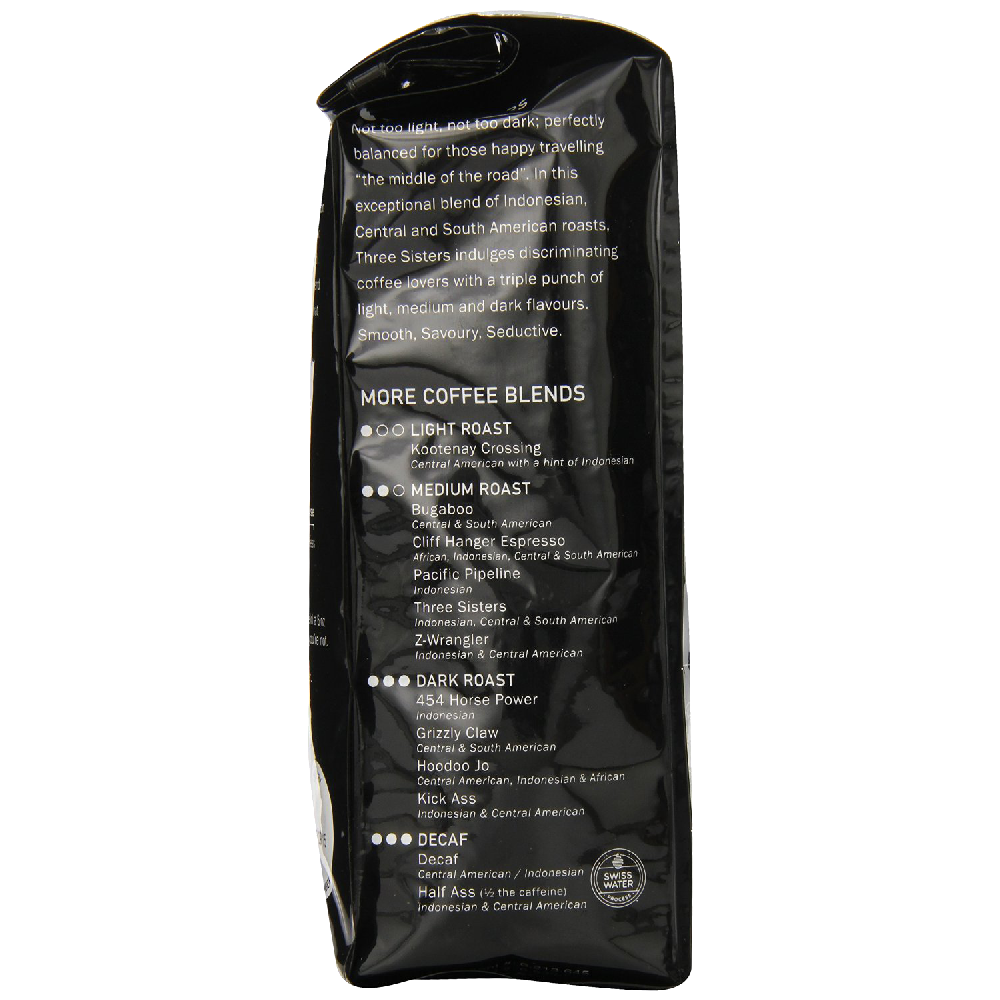 Not too light, not too dark; perfectly
balanced for those happy travelling
"the middle of the road". In this
exceptional blend of Indonesian,
Central and South American roasts,
Three Sisters indulges discriminating
coffee lovers with a triple punch of
light, medium and dark flavours.
Smooth, Savoury, Seductive.
MORE COFFEE BLENDS
LIGHT ROAST
Kootenay Crossing
Central American with a hint of Indonesian
MEDIUM ROAST
Bugaboo
Central & South American
Cliff Hanger Espresso
African, Indonesian, Central & South American
Pacific Pipeline
Indonesian
Three Sisters
Indonesian, Central & South American
Z-Wrangler
Indonesian & Central American
DARK ROAST
454 Horse Power
Indonesian
Grizzly Claw
Central & South American
Hoodoo Jo
Central American, Indonesian & African
Kick Ass
Indonesian & Central American
DECAF
Decaf
Central American / Indonesian
Half Ass (½ the caffeine)
Indonesian & Central American
SWISS
WATER
PROCESS